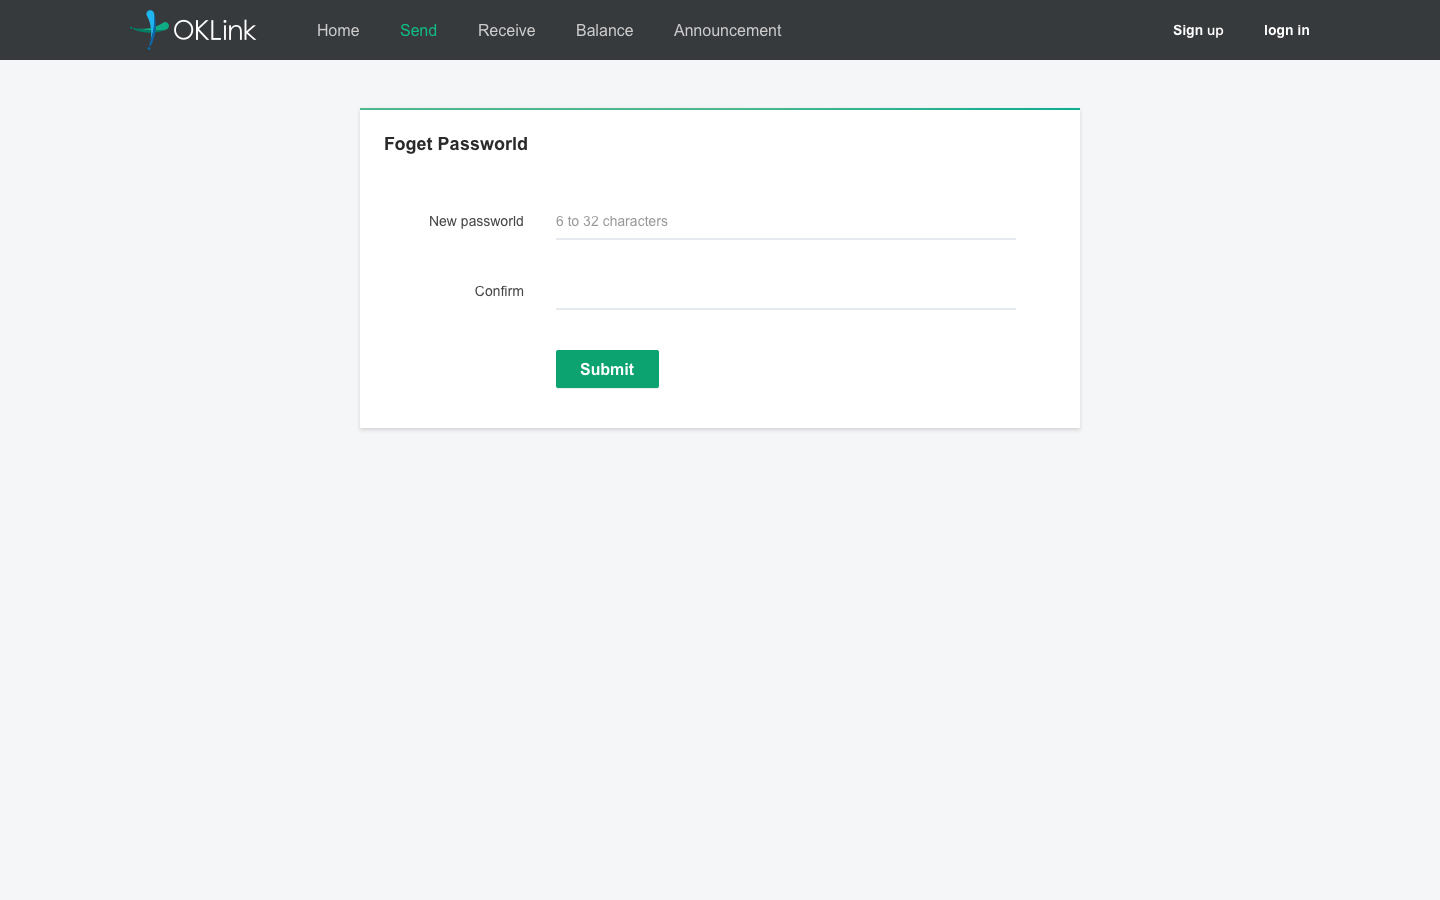 OKLink Home Send Receive Balance Announcement Sign up login in
Foget Passworld
New passworld 6 to 32 characters
Confirm
Submit